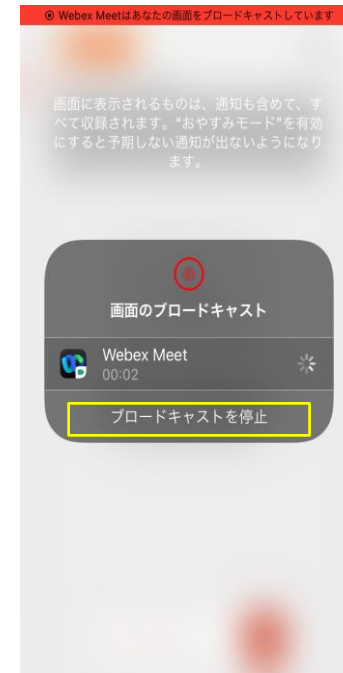 Webex Meetはあなたの画面をブロードキャストしています
画面に表示されるものは、通知も含めて、す
べて収録されます。“おやすみモード”を有効
にすると予期しない通知が出ないようになり
ます。
画面のブロードキャスト
Webex Meet
00:02
ブロードキャストを停止